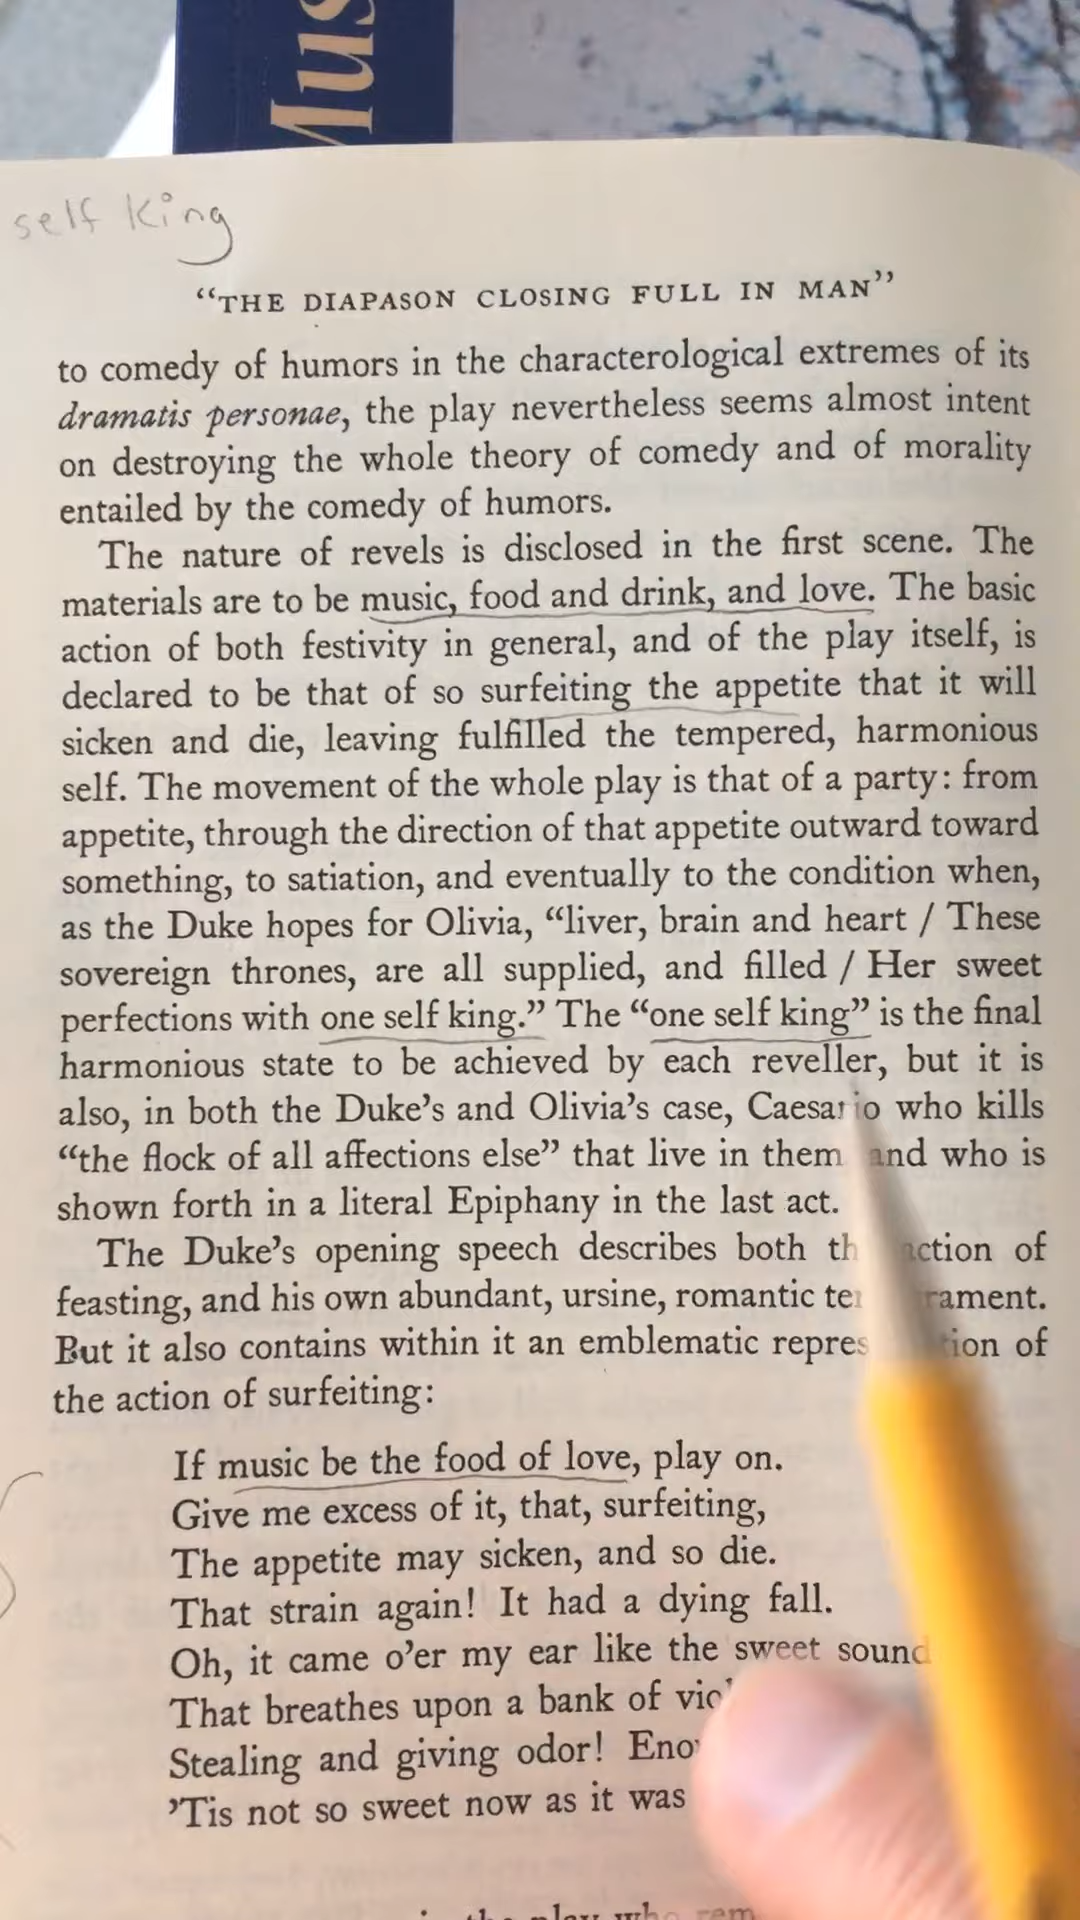 Mus
self King
“THE DIAPASON CLOSING FULL IN MAN”
to comedy of humors in the characterological extremes of its
dramatis personae, the play nevertheless seems almost intent
on destroying the whole theory of comedy and of morality
entailed by the comedy of humors.
The nature of revels is disclosed in the first scene. The
materials are to be music, food and drink, and love. The basic
action of both festivity in general, and of the play itself, is
declared to be that of so surfeiting the appetite that it will
sicken and die, leaving fulfilled the tempered, harmonious
self. The movement of the whole play is that of a party: from
appetite, through the direction of that appetite outward toward
something, to satiation, and eventually to the condition when,
as the Duke hopes for Olivia, “liver, brain and heart / These
sovereign thrones, are all supplied, and filled / Her sweet
perfections with one self king.” The “one self king” is the final
harmonious state to be achieved by each reveller, but it is
also, in both the Duke’s and Olivia’s case, Caesario who kills
“the flock of all affections else” that live in them and who is
shown forth in a literal Epiphany in the last act.
The Duke’s opening speech describes both th ction of
feasting, and his own abundant, ursine, romantic te rament.
But it also contains within it an emblematic repres tion of
the action of surfeiting:
If music be the food of love, play on.
Give me excess of it, that, surfeiting,
The appetite may sicken, and so die.
That strain again! It had a dying fall.
Oh, it came o’er my ear like the sweet sound
That breathes upon a bank of vio
Stealing and giving odor! Eno
’Tis not so sweet now as it was
the play who rem